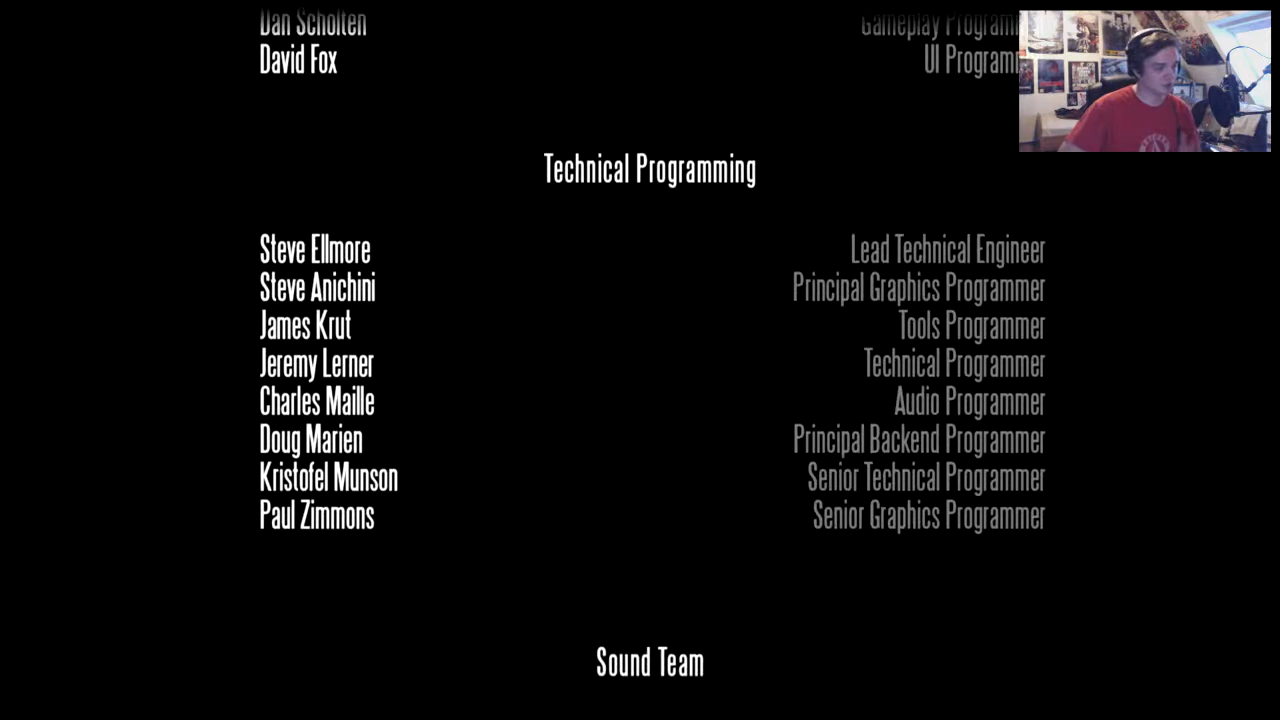 Dan Scholten Gameplay
David Fox UI
Technical Programming
Steve Ellmore Lead Technical Engineer
Steve Anichini Principal Graphics Programmer
James Krut Tools Programmer
Jeremy Lerner Technical Programmer
Charles Maille Audio Programmer
Doug Marien Principal Backend Programmer
Kristofel Munson Senior Technical Programmer
Paul Zimmons Senior Graphics Programmer
Sound Team